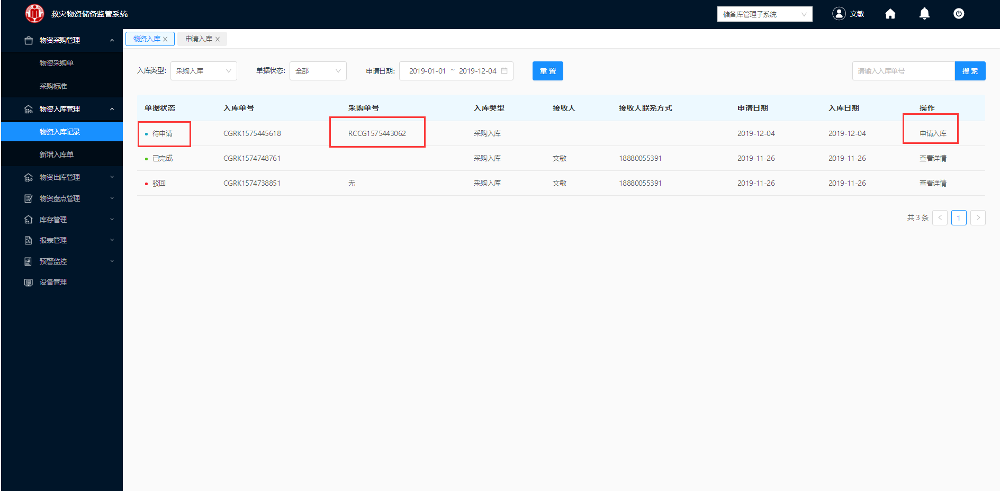 救灾物资储备监管系统
储备库管理子系统
文敏
物资采购管理
物资采购单
采购标准
物资入库管理
物资入库记录
新增入库单
物资出库管理
物资盘点管理
库存管理
报表管理
预警监控
设备管理
物资入库 X 申请入库 X
入库类型: 采购入库 单据状态: 全部 申请日期: 2019-01-01 ~ 2019-12-04 重 置 请输入入库单号 搜 索
单据状态 入库单号 采购单号 入库类型 接收人 接收人联系方式 申请日期 入库日期 操作
待申请 CGRK1575445618 RCCG1575443062 采购入库 2019-12-04 2019-12-04 申请入库
已完成 CGRK1574748761 采购入库 文敏 18880055391 2019-11-26 2019-11-26 查看详情
驳回 CGRK1574738851 无 采购入库 文敏 18880055391 2019-11-26 2019-11-26 查看详情
共 3 条 < 1 >